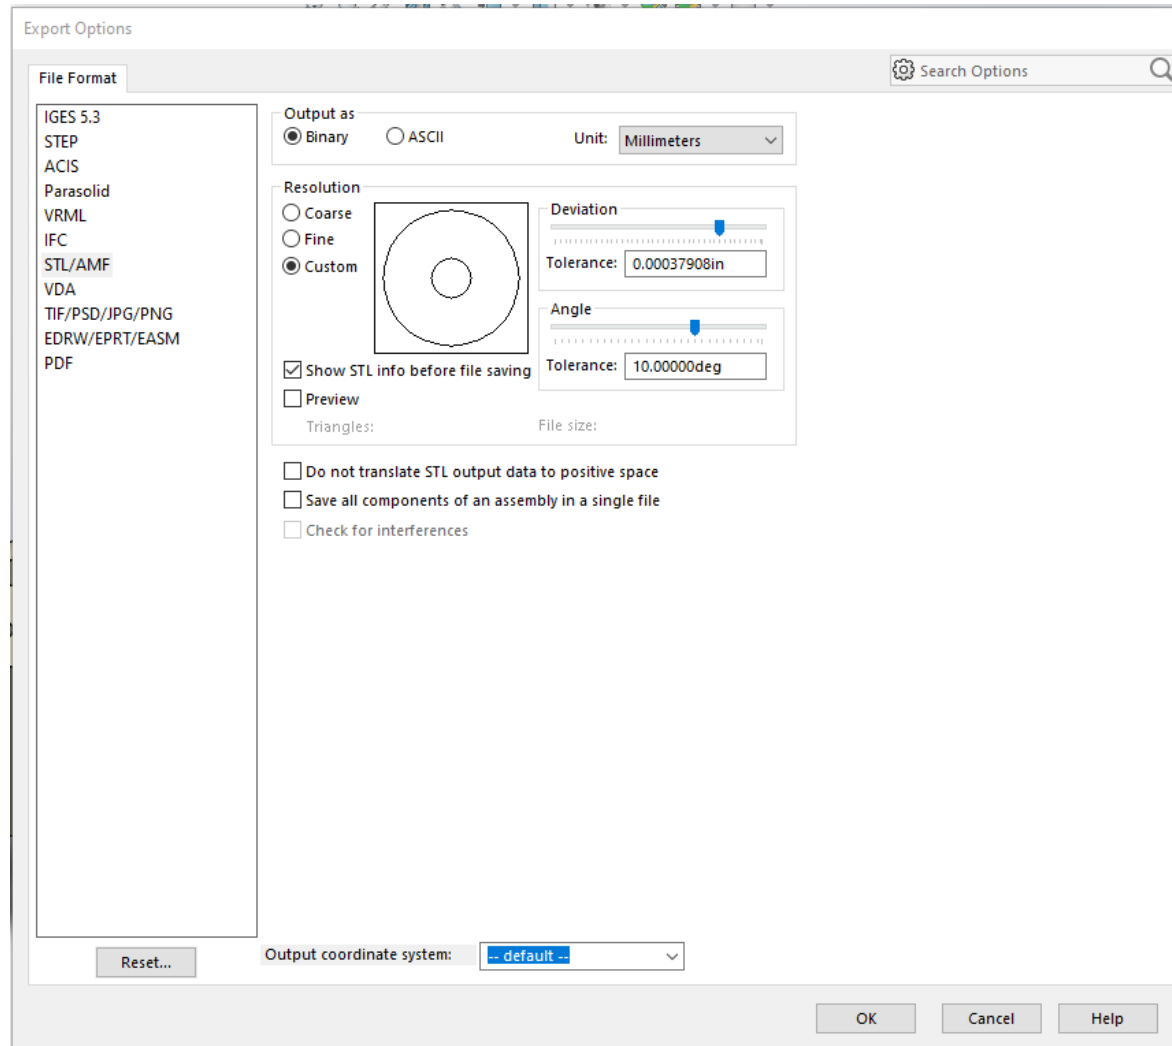 Export Options
File Format
Search Options
IGES 5.3
STEP
ACIS
Parasolid
VRML
IFC
STL/AMF
VDA
TIF/PSD/JPG/PNG
EDRW/EPRT/EASM
PDF
Output as
Binary
ASCII
Unit:
Millimeters
Resolution
Coarse
Fine
Custom
Deviation
Tolerance:
0.00037908in
Angle
Tolerance:
10.00000deg
Show STL info before file saving
Preview
Triangles:
File size:
Do not translate STL output data to positive space
Save all components of an assembly in a single file
Check for interferences
Reset...
Output coordinate system:
-- default --
OK
Cancel
Help